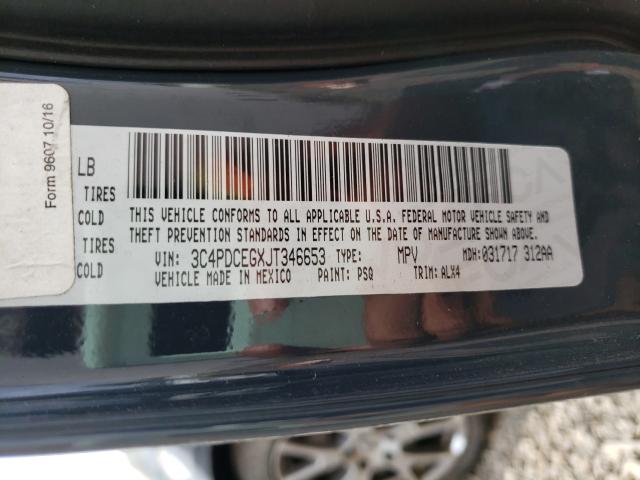 Form 9607 10/16
LB
TIRES
COLD
TIRES
COLD
THIS VEHICLE CONFORMS TO ALL APPLICABLE U.S.A. FEDERAL MOTOR VEHICLE SAFETY AND
THEFT PREVENTION STANDARDS IN EFFECT ON THE DATE OF MANUFACTURE SHOWN ABOVE.
VIN: 3C4PDCEGXJT346653 TYPE: MPV MDH:031717 312AA
VEHICLE MADE IN MEXICO PAINT: PSQ TRIM: ALX4